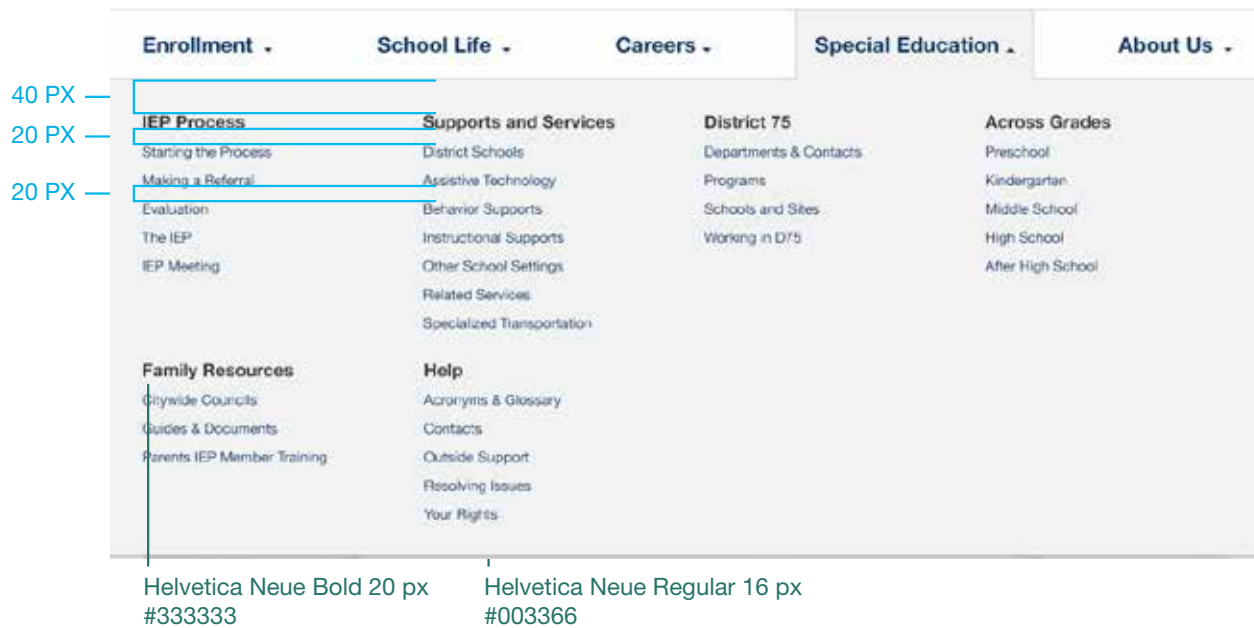 Enrollment
School Life
Careers
Special Education
About Us
40 PX
20 PX
20 PX
IEP Process
Starting the Process
Making a Referral
Evaluation
The IEP
IEP Meeting
Supports and Services
District Schools
Assistive Technology
Behavior Supports
Instructional Supports
Other School Settings
Related Services
Specialized Transportation
District 75
Departments & Contacts
Programs
Schools and Sites
Working in D75
Across Grades
Preschool
Kindergarten
Middle School
High School
After High School
Family Resources
Citywide Councils
Guides & Documents
Parents IEP Member Training
Help
Acronyms & Glossary
Contacts
Outside Support
Resolving Issues
Your Rights
Helvetica Neue Bold 20 px
#333333
Helvetica Neue Regular 16 px
#003366